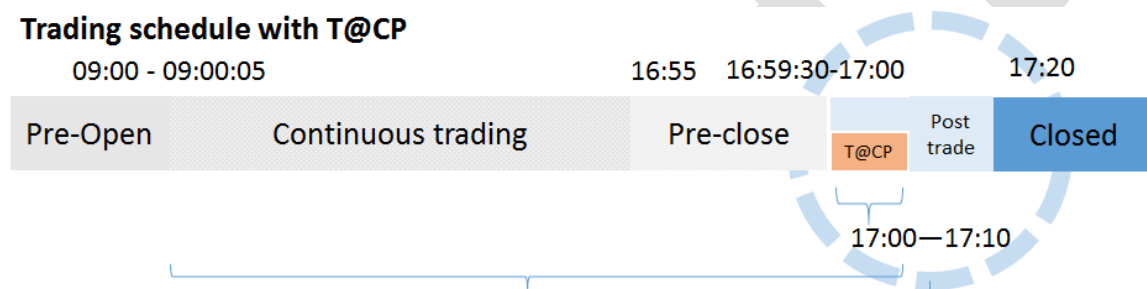 Trading schedule with T@CP
09:00 - 09:00:05 16:55 16:59:30-17:00 17:20
Pre-Open Continuous trading Pre-close T@CP Post trade Closed
17:00—17:10